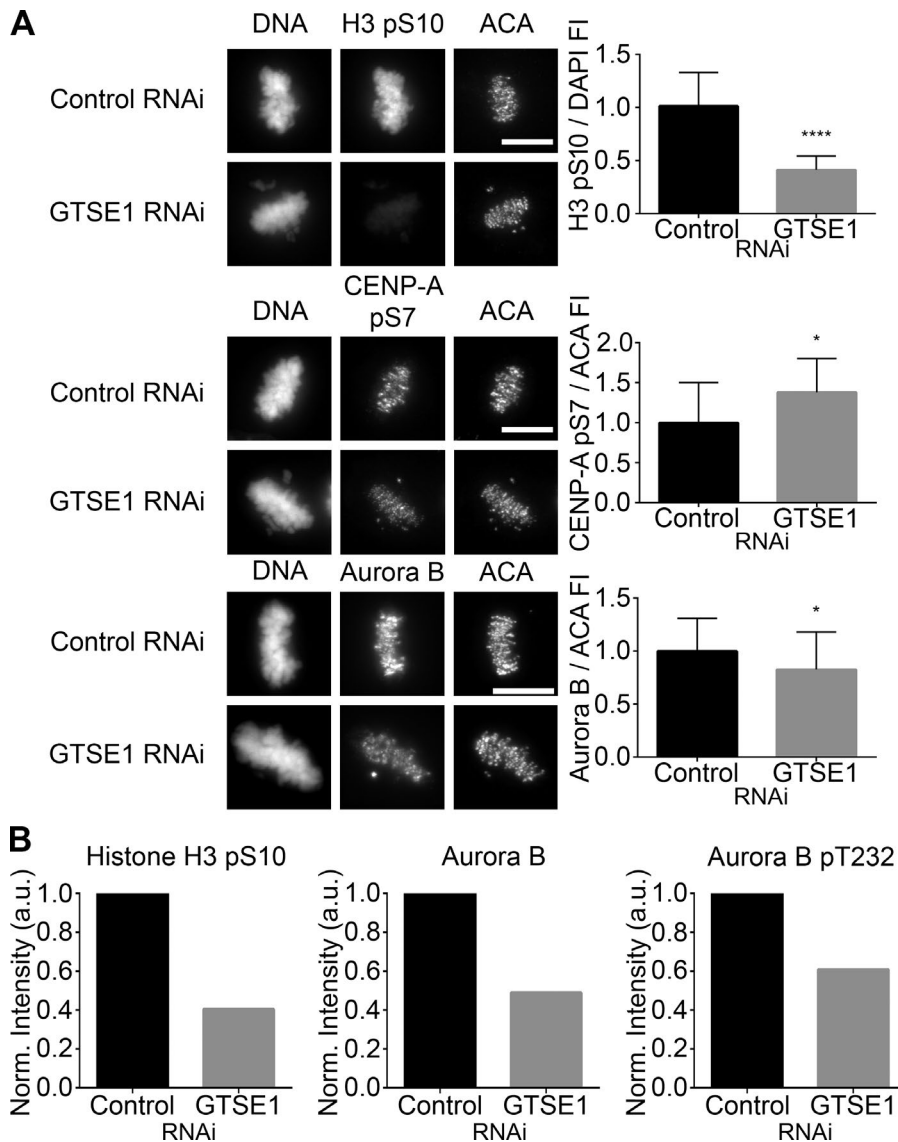 A
DNA H3 pS10 ACA
Control RNAi
GTSE1 RNAi
H3 pS10 / DAPI FI
1.5
1.0
0.5
0.0
****
Control GTSE1
RNAi
DNA CENP-A pS7 ACA
Control RNAi
GTSE1 RNAi
CENP-A pS7 / ACA FI
2.0
1.5
1.0
0.5
0.0
*
Control GTSE1
RNAi
DNA Aurora B ACA
Control RNAi
GTSE1 RNAi
Aurora B / ACA FI
1.5
1.0
0.5
0.0
*
Control GTSE1
RNAi
B
Histone H3 pS10
Norm. Intensity (a.u.)
1.0
0.8
0.6
0.4
0.2
0.0
Control GTSE1
RNAi
Aurora B
Norm. Intensity (a.u.)
1.0
0.8
0.6
0.4
0.2
0.0
Control GTSE1
RNAi
Aurora B pT232
Norm. Intensity (a.u.)
1.0
0.8
0.6
0.4
0.2
0.0
Control GTSE1
RNAi